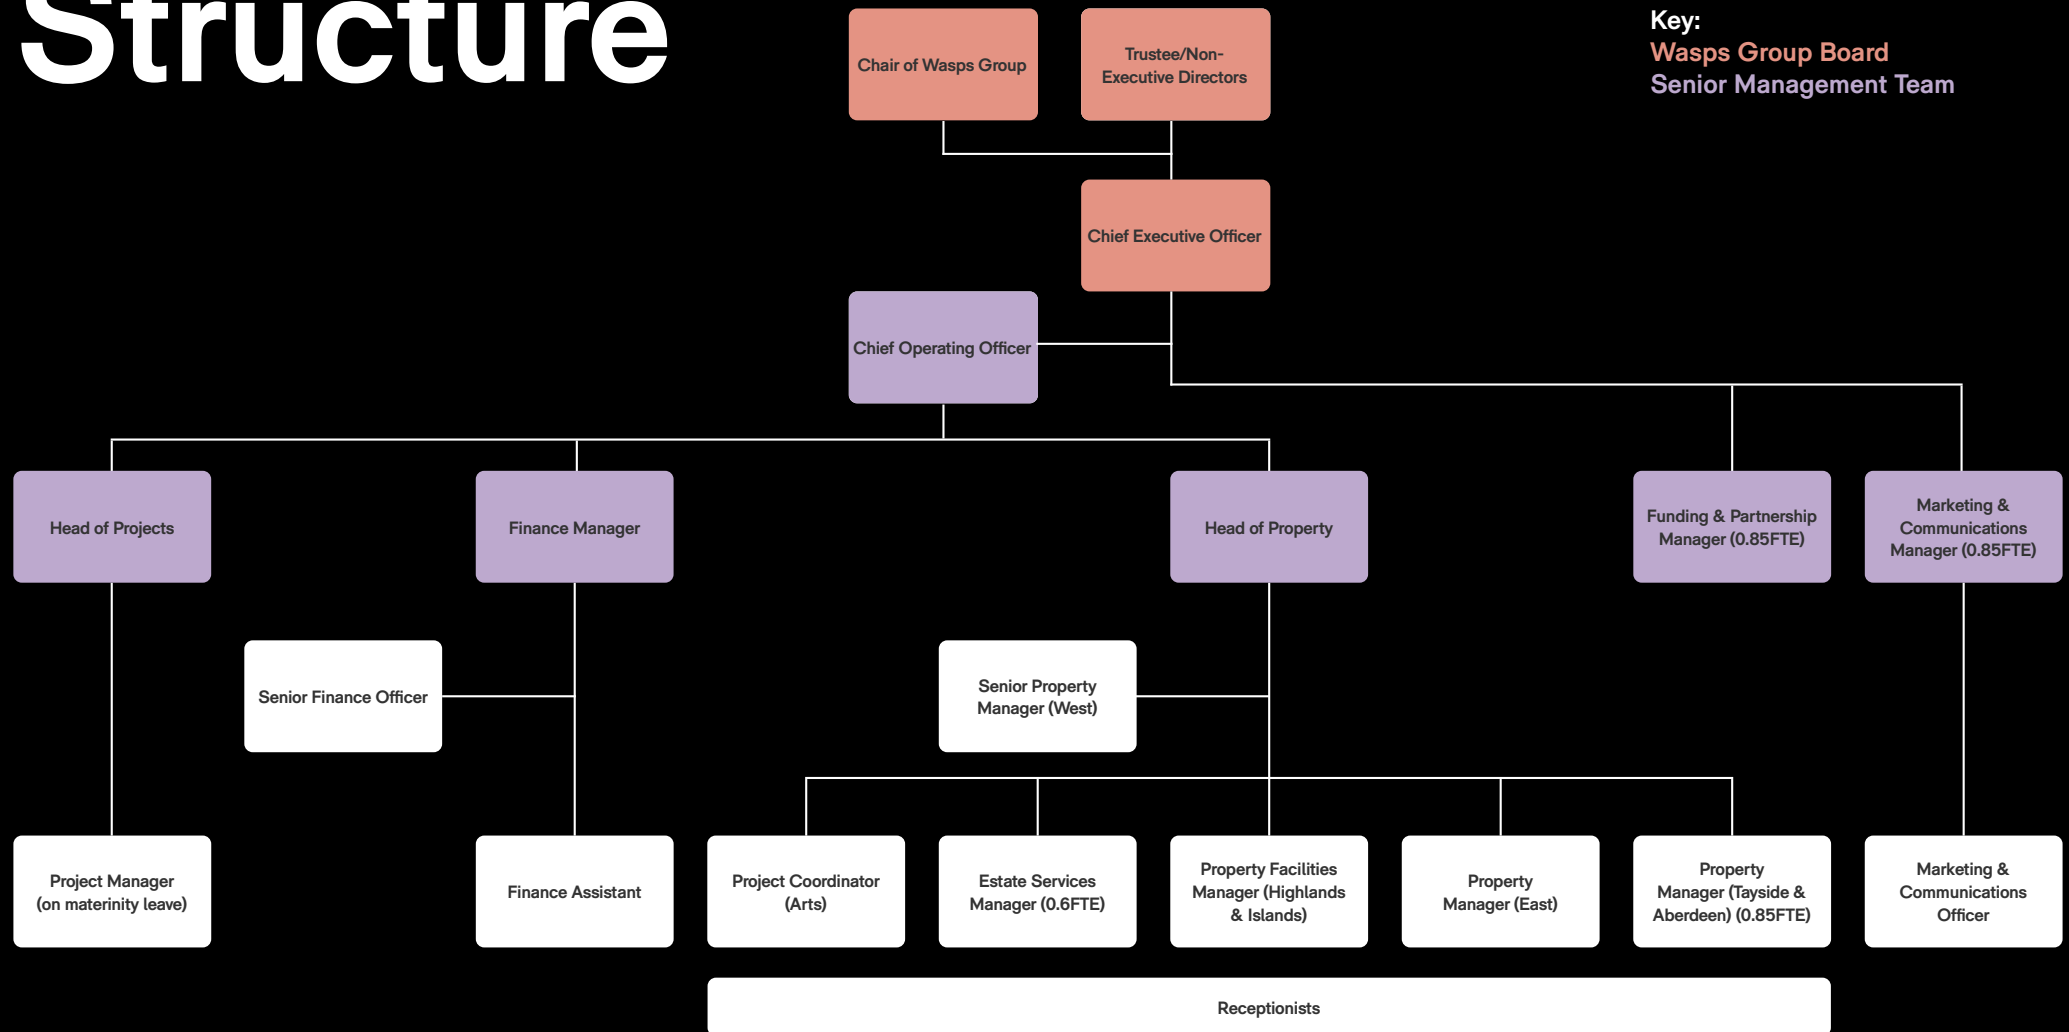 Structure
Chair of Wasps Group
Trustee/Non-
Executive Directors
Key:
Wasps Group Board
Senior Management Team
Chief Executive Officer
Chief Operating Officer
Head of Projects
Finance Manager
Head of Property
Funding & Partnership
Manager (0.85FTE)
Marketing &
Communications
Manager (0.85FTE)
Senior Finance Officer
Senior Property
Manager (West)
Project Manager
(on materinity leave)
Finance Assistant
Project Coordinator
(Arts)
Estate Services
Manager (0.6FTE)
Property Facilities
Manager (Highlands
& Islands)
Property
Manager (East)
Property
Manager (Tayside &
Aberdeen) (0.85FTE)
Marketing &
Communications
Officer
Receptionists